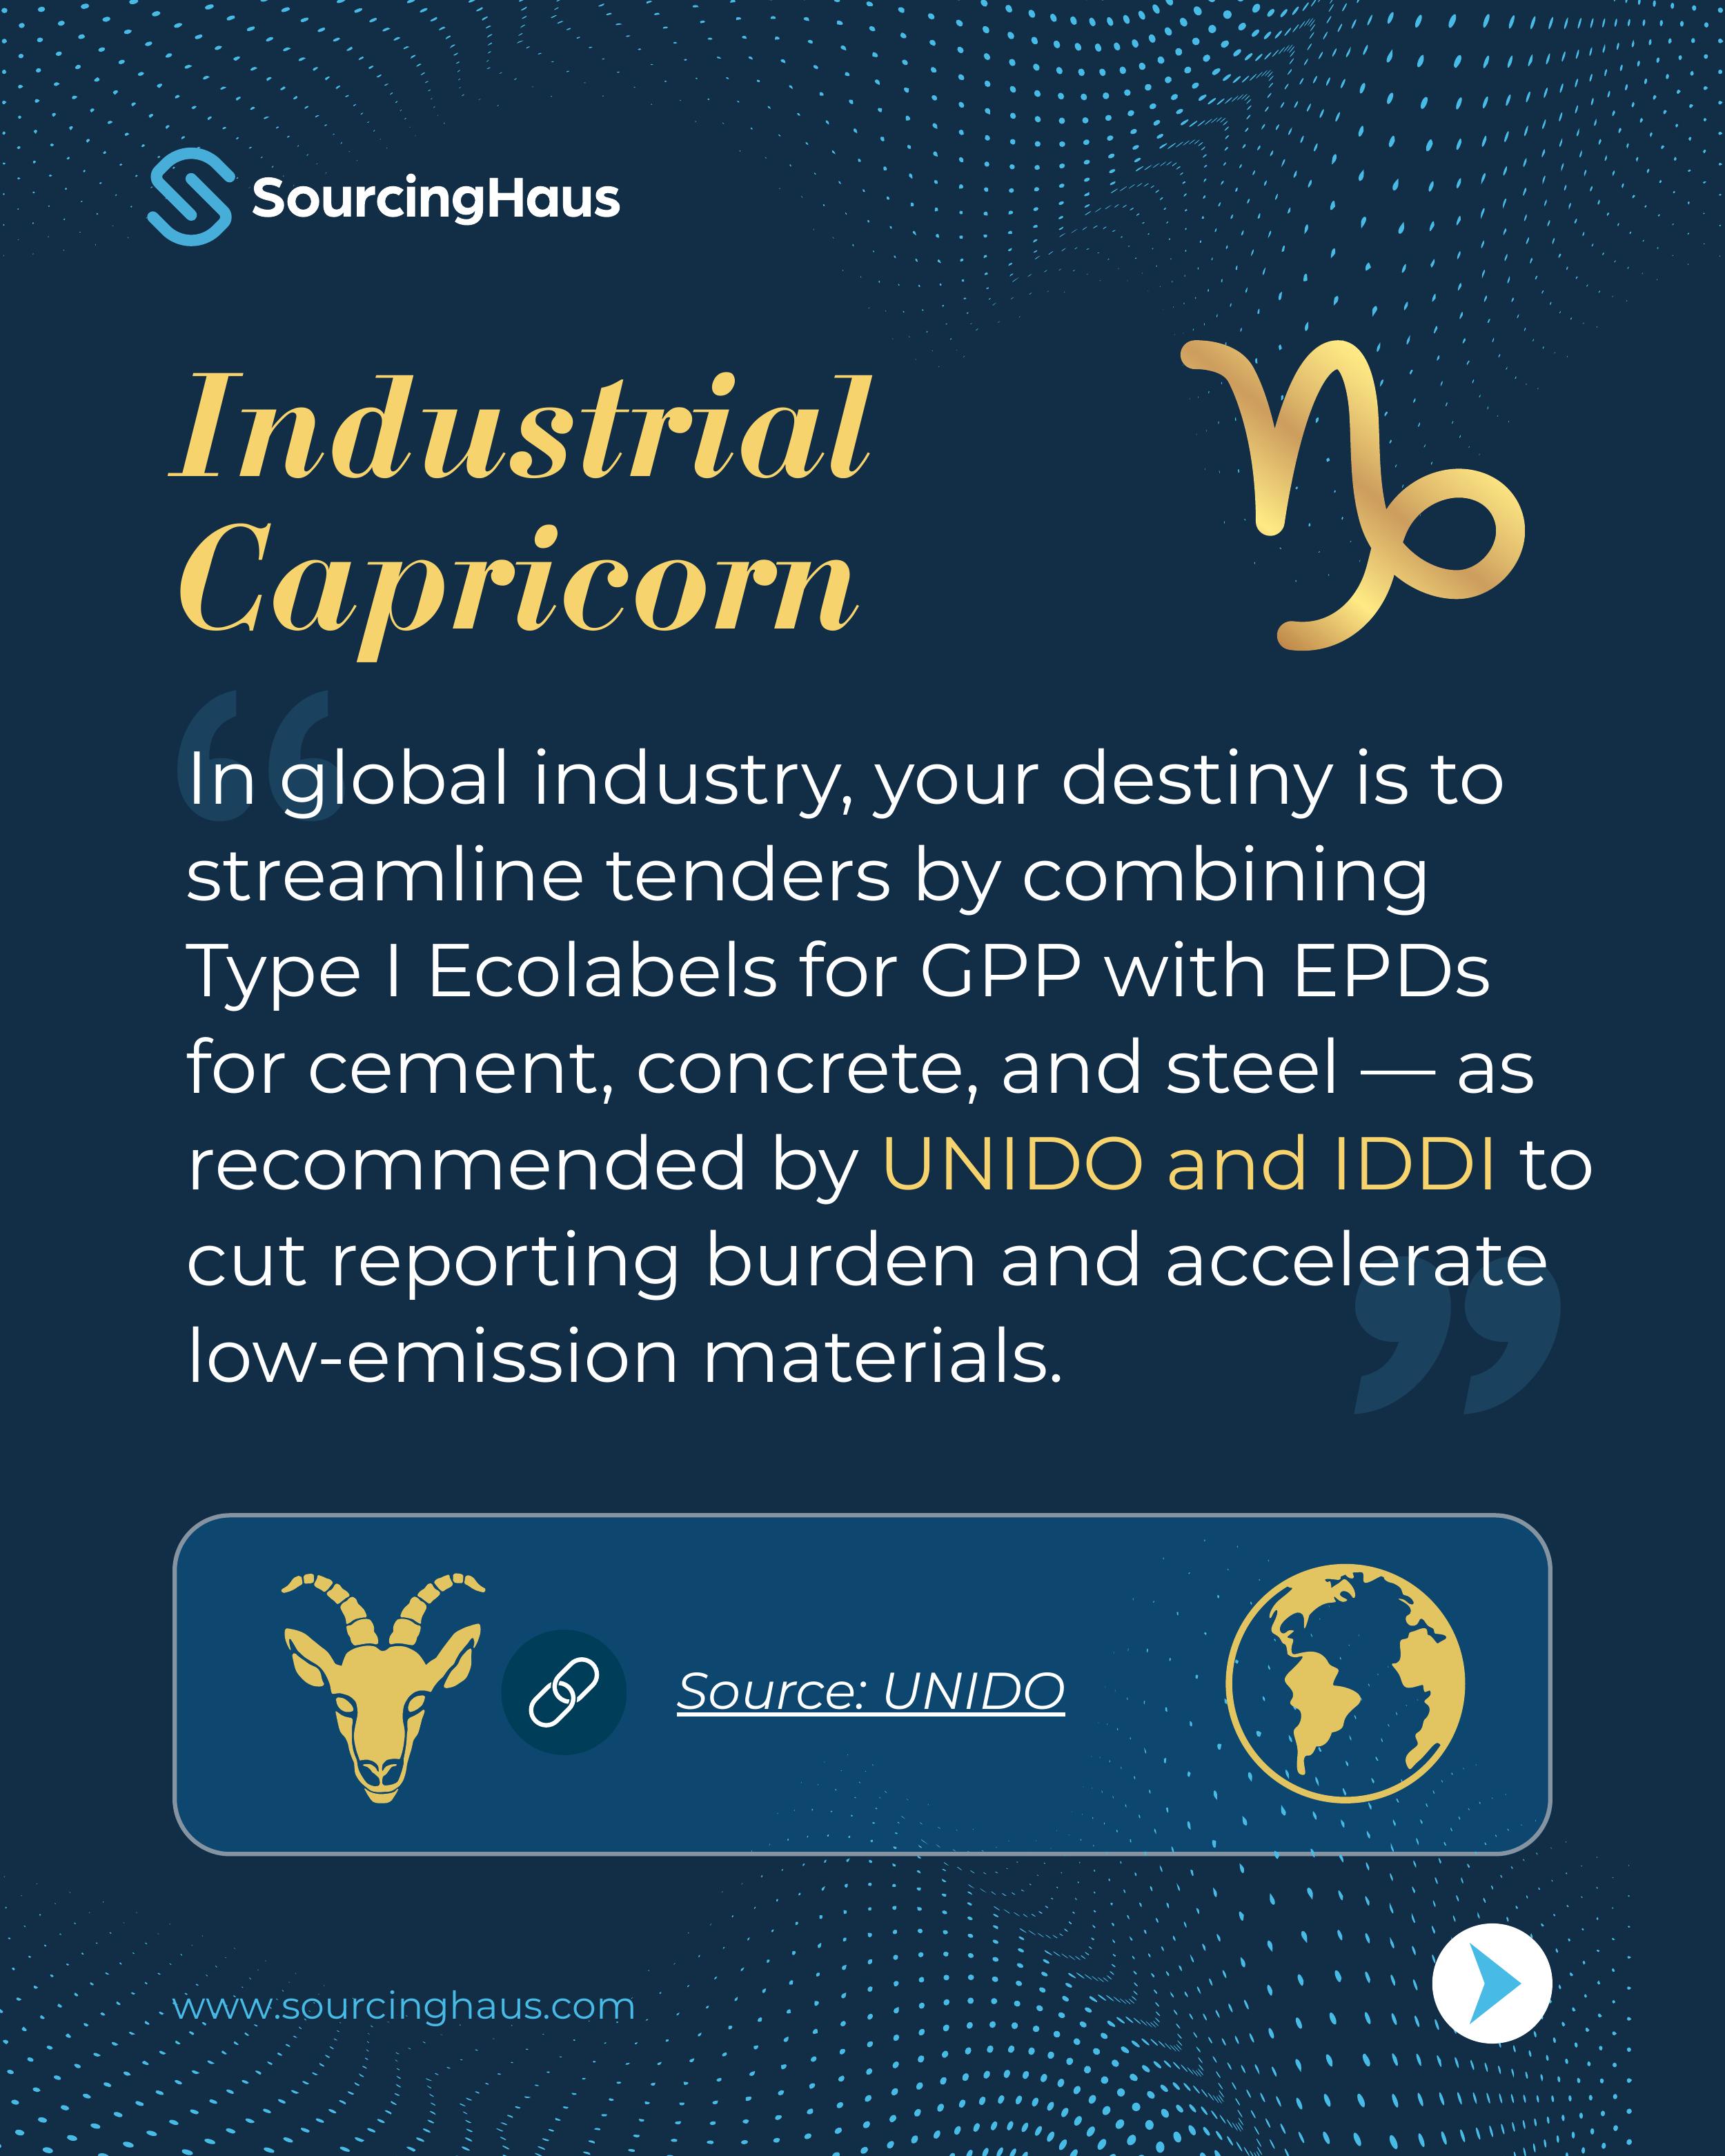 SourcingHaus
Industrial
Capricorn
“
In global industry, your destiny is to
streamline tenders by combining
Type I Ecolabels for GPP with EPDs
for cement, concrete, and steel — as
recommended by UNIDO and IDDI to
cut reporting burden and accelerate
low-emission materials.
”
Source: UNIDO
www.sourcinghaus.com